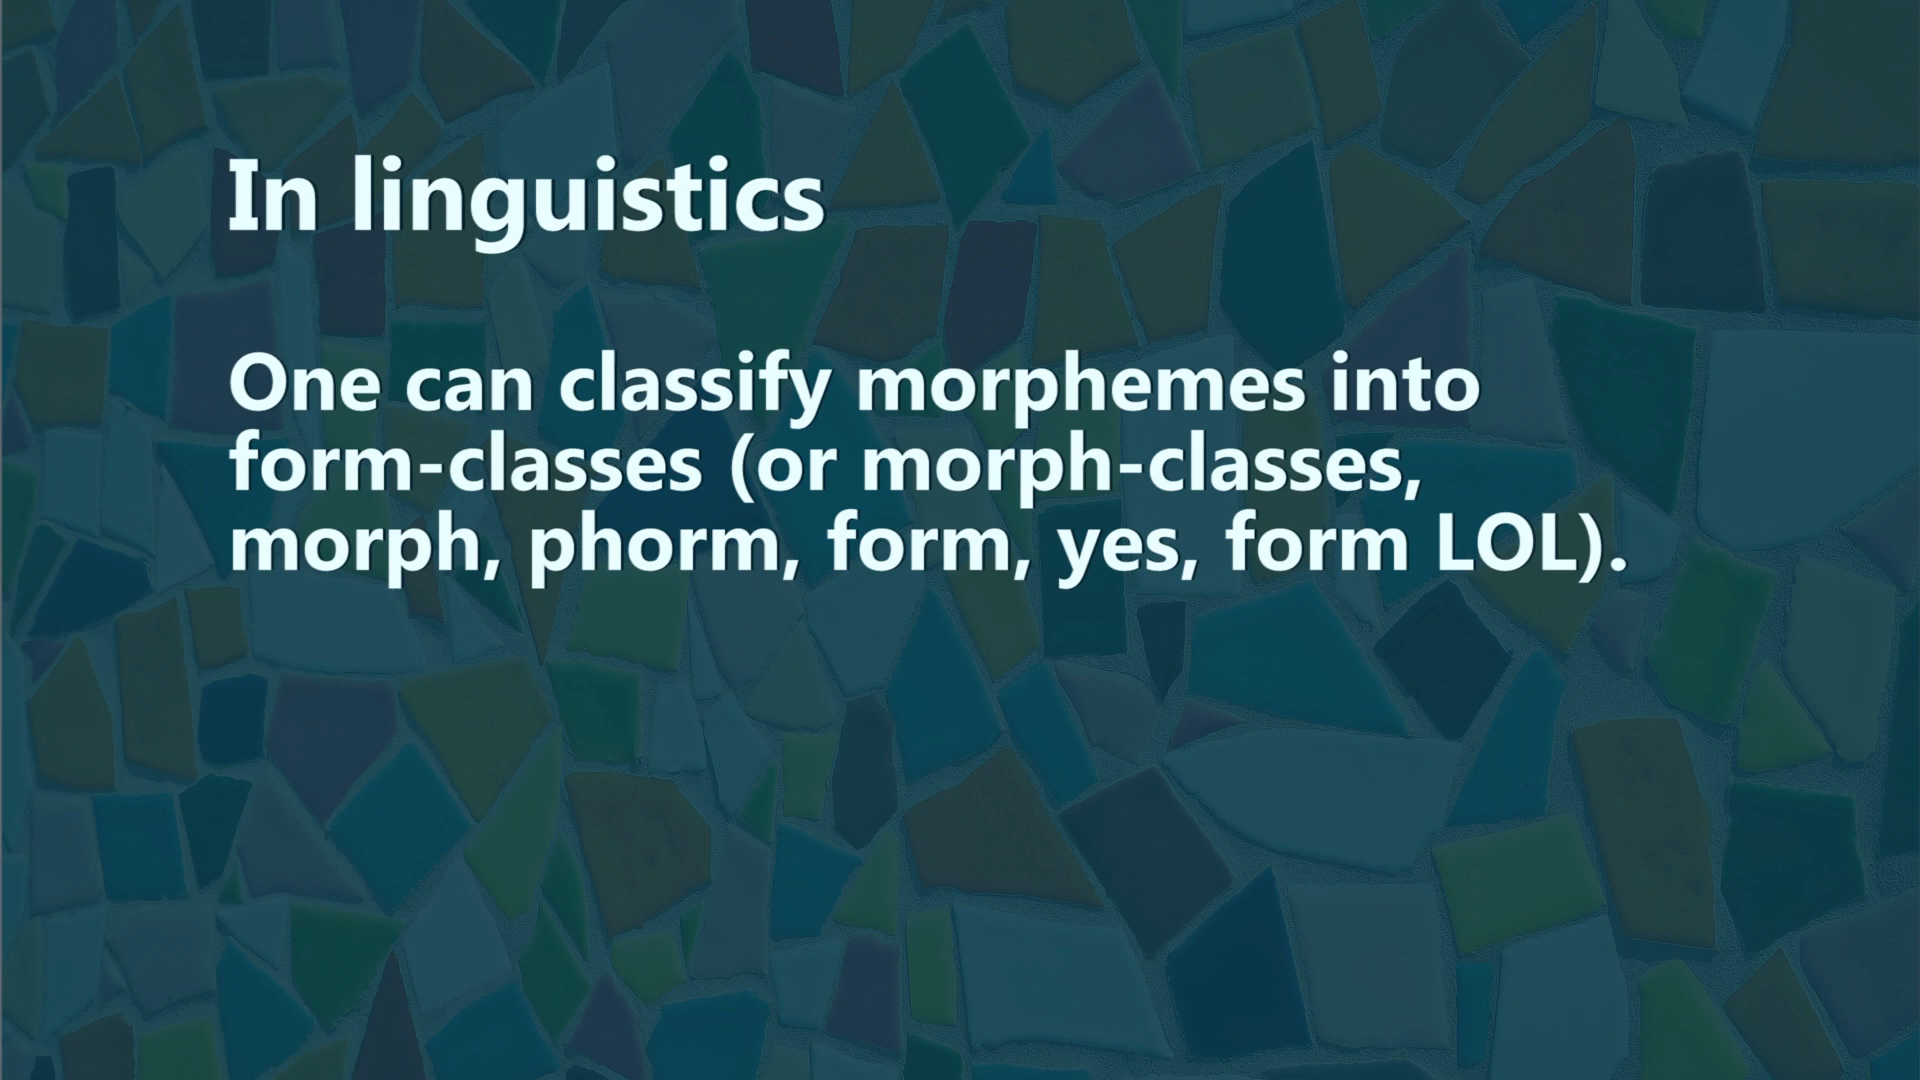 In linguistics
One can classify morphemes into
form-classes (or morph-classes,
morph, phorm, form, yes, form LOL).